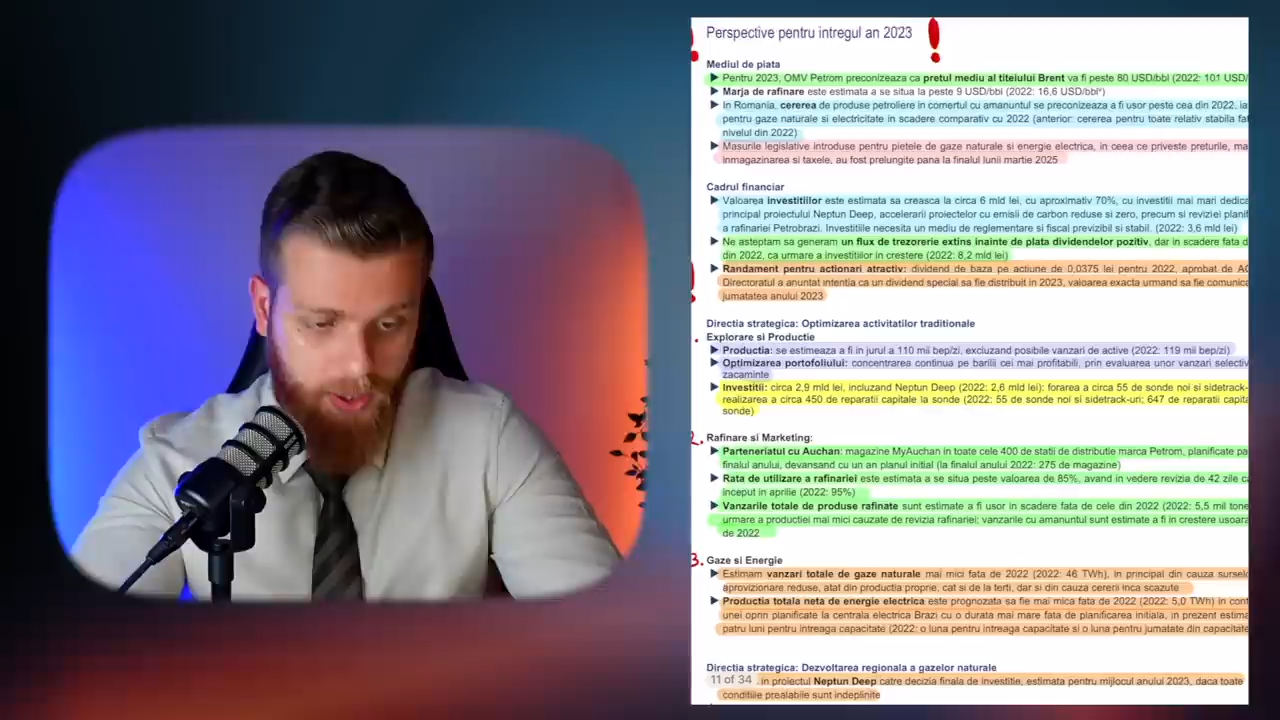 Perspective pentru intregul an 2023
Mediul de piata
Pentru 2023, OMV Petrom preconizeaza ca pretul mediu al titeiului Brent va fi peste 80 USD/bbl (2022: 101 USD/
Marja de rafinare este estimata a se situa la peste 9 USD/bbl (2022: 16,6 USD/bbl*)
In Romania, cererea de produse petroliere in comertul cu amanuntul se preconizeaza a fi usor peste cea din 2022, ia
pentru gaze naturale si electricitate in scadere comparativ cu 2022 (anterior: cererea pentru toate relativ stabila fa
nivelul din 2022)
Masurile legislative introduse pentru pietele de gaze naturale si energie electrica, in ceea ce priveste preturile, ma
inmagazinarea si taxele, au fost prelungite pana la finalul lunii martie 2025
Cadrul financiar
Valoarea investitiilor este estimata sa creasca la circa 6 mld lei, cu aproximativ 70%, cu investitii mai mari dedica
principal proiectului Neptun Deep, accelerarii proiectelor cu emisii de carbon reduse si zero, precum si reviziei planif
a rafinariei Petrobrazi. Investitiile necesita un mediu de reglementare si fiscal previzibil si stabil. (2022: 3,6 mld lei)
Ne asteptam sa generam un flux de trezorerie extins inainte de plata dividendelor pozitiv, dar in scadere fata d
din 2022, ca urmare a investitiilor in crestere (2022: 8,2 mld lei)
Randament pentru actionari atractiv: dividend de baza pe actiune de 0,0375 lei pentru 2022, aprobat de AG
Directoratul a anuntat intentia ca un dividend special sa fie distribuit in 2023, valoarea exacta urmand sa fie comunica
jumatatea anului 2023
Directia strategica: Optimizarea activitatilor traditionale
Explorare si Productie
Productia: se estimeaza a fi in jurul a 110 mii bep/zi, excluzand posibile vanzari de active (2022: 119 mii bep/zi)
Optimizarea portofoliului: concentrarea continua pe barilii cei mai profitabili, prin evaluarea unor vanzari selectiv
zacaminte
Investitii: circa 2,9 mld lei, incluzand Neptun Deep (2022: 2,6 mld lei); forarea a circa 55 de sonde noi si sidetrack-
realizarea a circa 450 de reparatii capitale la sonde (2022: 55 de sonde noi si sidetrack-uri; 647 de reparatii capita
sonde)
2. Rafinare si Marketing:
Parteneriatul cu Auchan: magazine MyAuchan in toate cele 400 de statii de distributie marca Petrom, planificate pa
finalul anului, devansand cu un an planul initial (la finalul anului 2022: 275 de magazine)
Rata de utilizare a rafinariei este estimata a se situa peste valoarea de 85%, avand in vedere revizia de 42 zile c
inceput in aprilie (2022: 95%)
Vanzarile totale de produse rafinate sunt estimate a fi usor in scadere fata de cele din 2022 (2022: 5,5 mil tone
urmare a productiei mai mici cauzate de revizia rafinariei; vanzarile cu amanuntul sunt estimate a fi in crestere usoara
de 2022
3. Gaze si Energie
Estimam vanzari totale de gaze naturale mai mici fata de 2022 (2022: 46 TWh), in principal din cauza surselo
aprovizionare reduse, atat din productia proprie, cat si de la terti, dar si din cauza cererii inca scazute
Productia totala neta de energie electrica este prognozata sa fie mai mica fata de 2022 (2022: 5,0 TWh) in cont
unei opriri planificate la centrala electrica Brazi cu o durata mai mare fata de planificarea initiala, in prezent estima
patru luni pentru intreaga capacitate (2022: o luna pentru intreaga capacitate si o luna pentru jumatate din capacitate
Directia strategica: Dezvoltarea regionala a gazelor naturale
11 of 34
in proiectul Neptun Deep catre decizia finala de investitie, estimata pentru mijlocul anului 2023, daca toate
conditiile prealabile sunt indeplinite